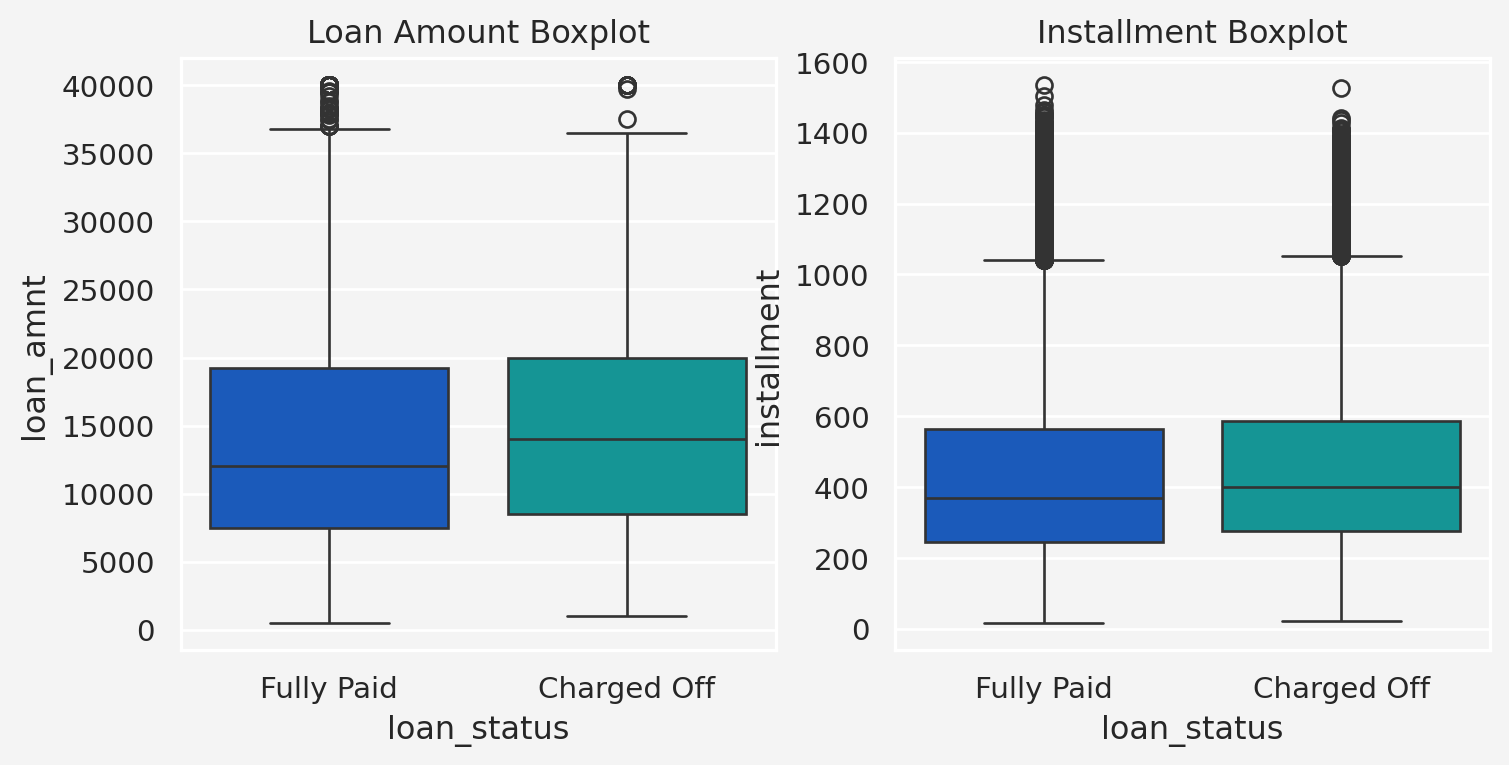 Loan Amount Boxplot
loan_amnt
40000
35000
30000
25000
20000
15000
10000
5000
0
Fully Paid
Charged Off
loan_status
Installment Boxplot
installment
1600
1400
1200
1000
800
600
400
200
0
Fully Paid
Charged Off
loan_status